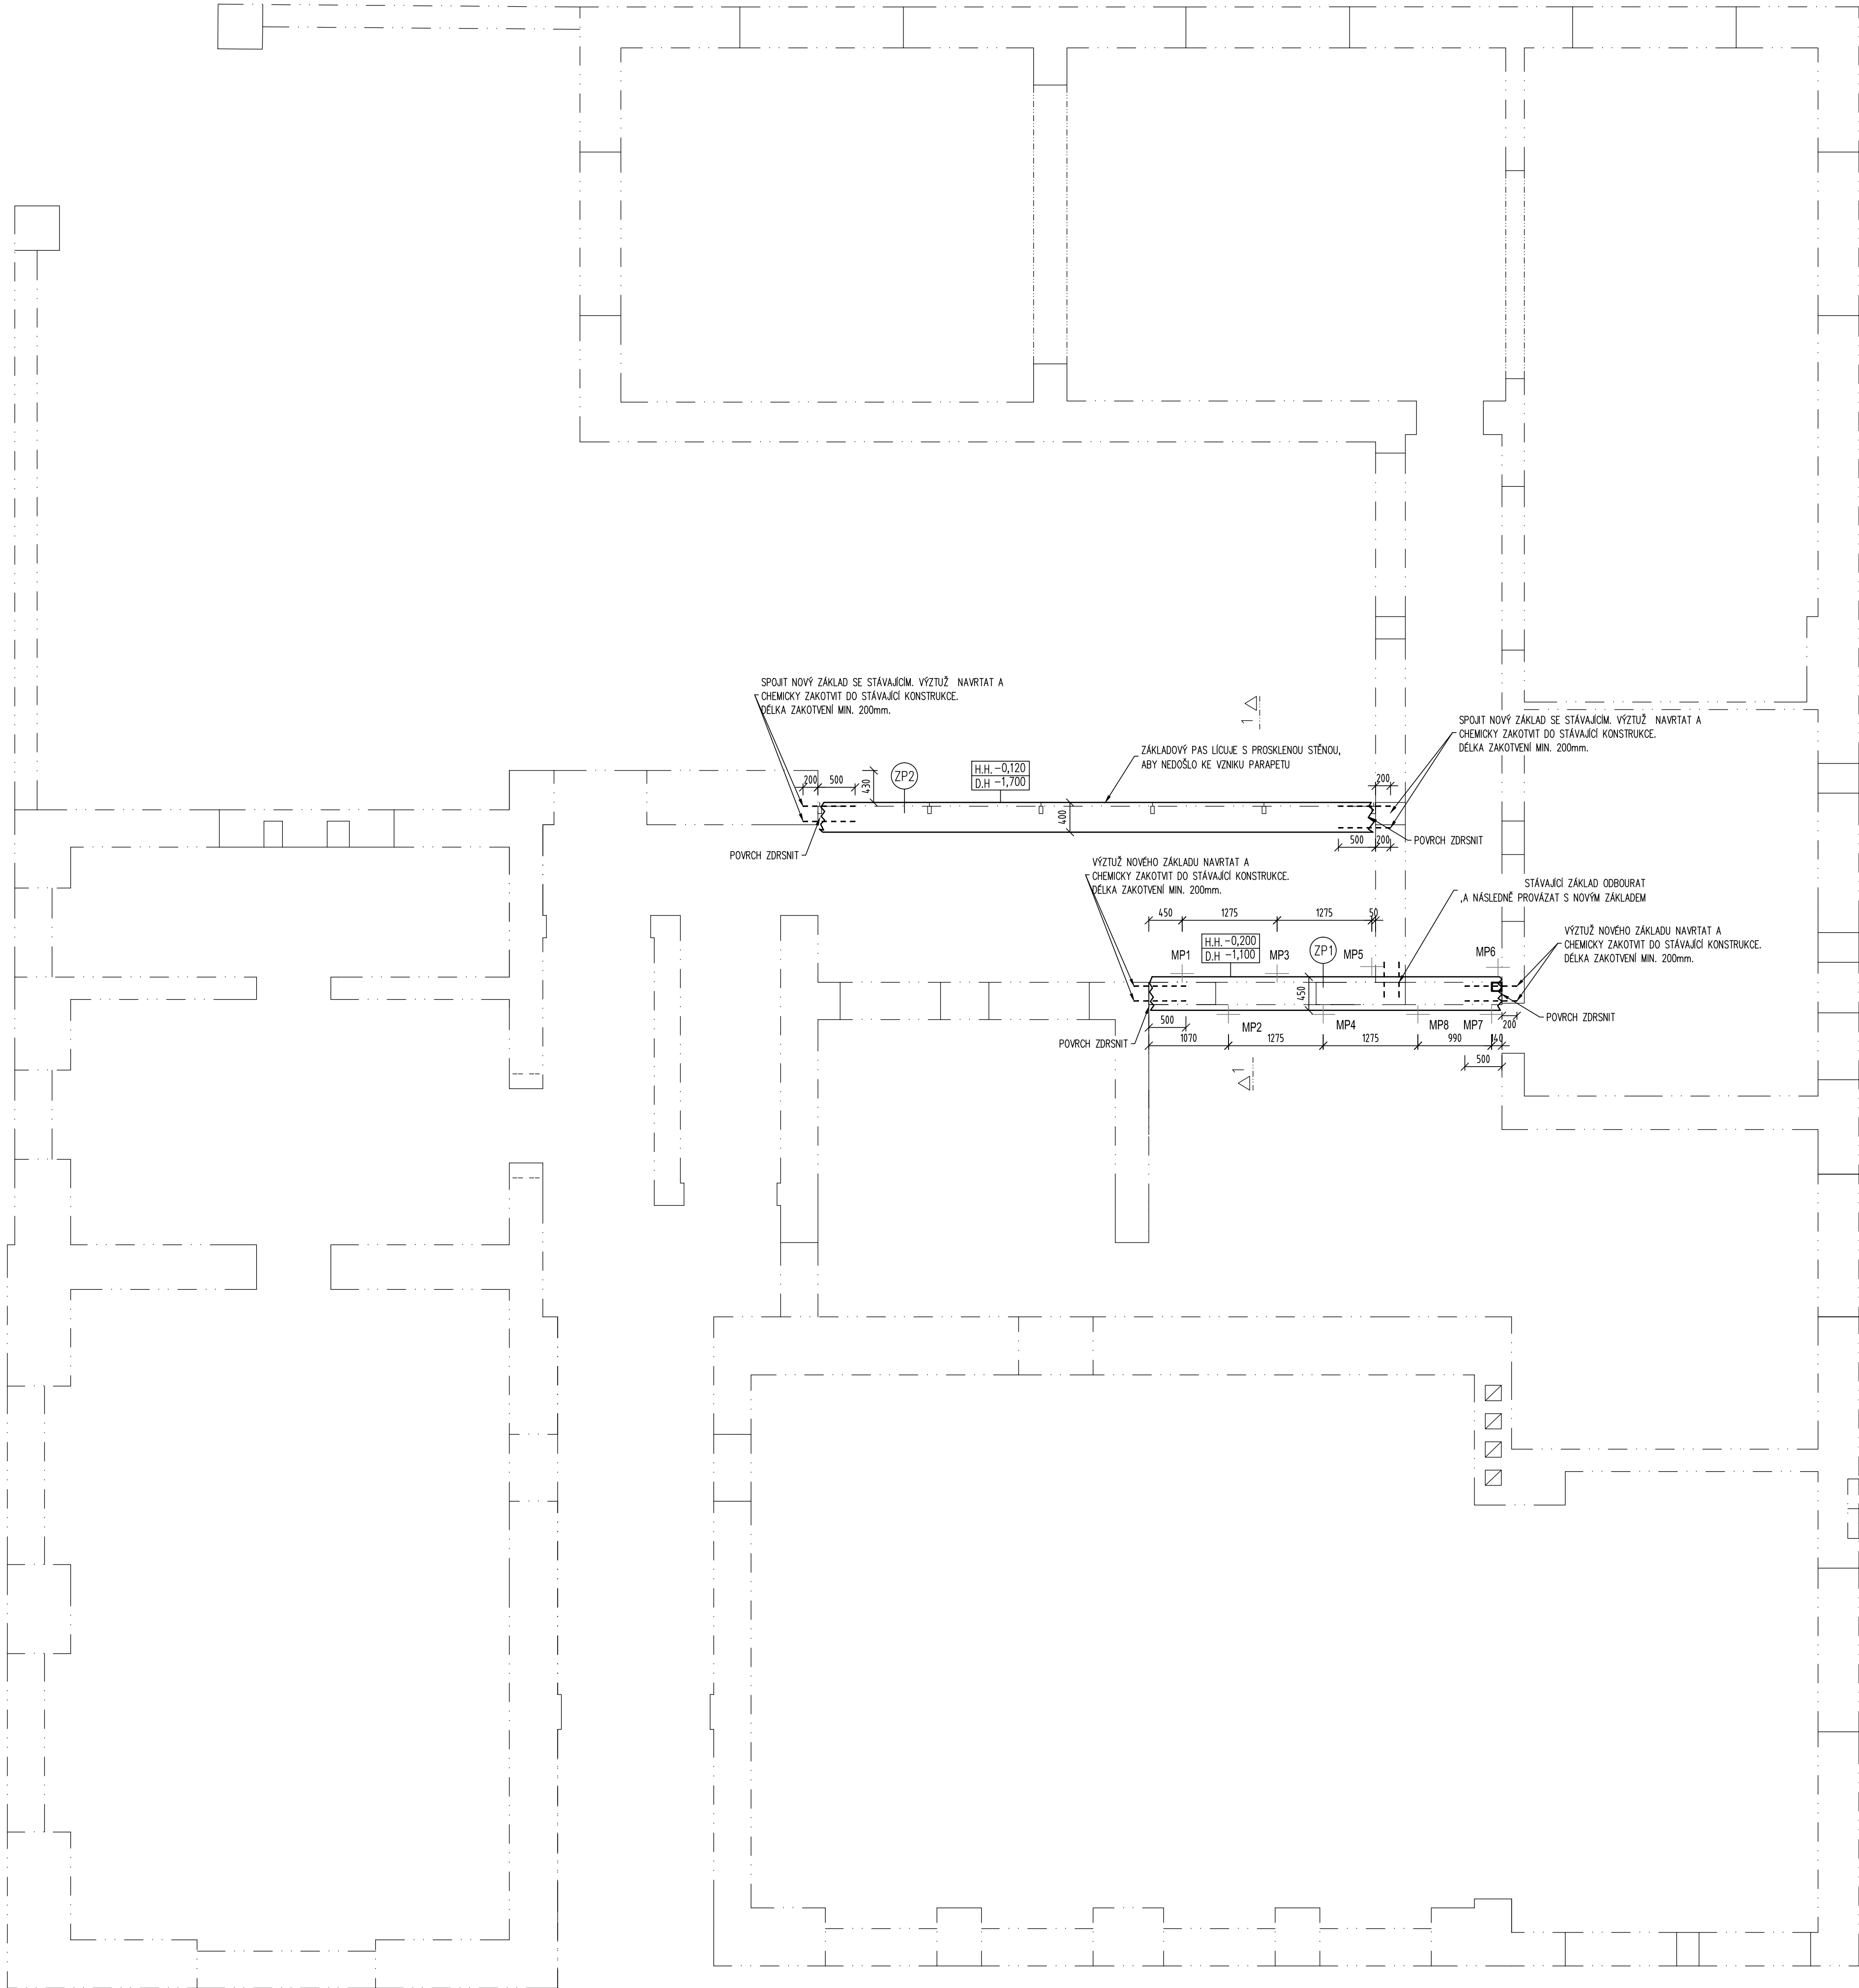 SPOJIT NOVÝ ZÁKLAD SE STÁVAJÍCÍM. VÝZTUŽ NAVRTAT A
CHEMICKY ZAKOTVIT DO STÁVAJÍCÍ KONSTRUKCE.
DÉLKA ZAKOTVENÍ MIN. 200mm.
1
SPOJIT NOVÝ ZÁKLAD SE STÁVAJÍCÍM. VÝZTUŽ NAVRTAT A
CHEMICKY ZAKOTVIT DO STÁVAJÍCÍ KONSTRUKCE.
DÉLKA ZAKOTVENÍ MIN. 200mm.
ZÁKLADOVÝ PAS LÍCUJE S PROSKLENOU STĚNOU,
ABY NEDOŠLO KE VZNIKU PARAPETU
200
500
430
ZP2
H.H. -0,120
D.H -1,700
200
400
POVRCH ZDRSNIT
500
200
POVRCH ZDRSNIT
VÝZTUŽ NOVÉHO ZÁKLADU NAVRTAT A
CHEMICKY ZAKOTVIT DO STÁVAJÍCÍ KONSTRUKCE.
DÉLKA ZAKOTVENÍ MIN. 200mm.
STÁVAJÍCÍ ZÁKLAD ODBOURAT
,A NÁSLEDNĚ PROVÁZAT S NOVÝM ZÁKLADEM
450
1275
1275
50
VÝZTUŽ NOVÉHO ZÁKLADU NAVRTAT A
CHEMICKY ZAKOTVIT DO STÁVAJÍCÍ KONSTRUKCE.
DÉLKA ZAKOTVENÍ MIN. 200mm.
MP1
H.H. -0,200
D.H -1,100
MP3
ZP1
MP5
MP6
450
POVRCH ZDRSNIT
500
MP2
MP4
MP8
MP7
200
POVRCH ZDRSNIT
1070
1275
1275
990
140
500
1